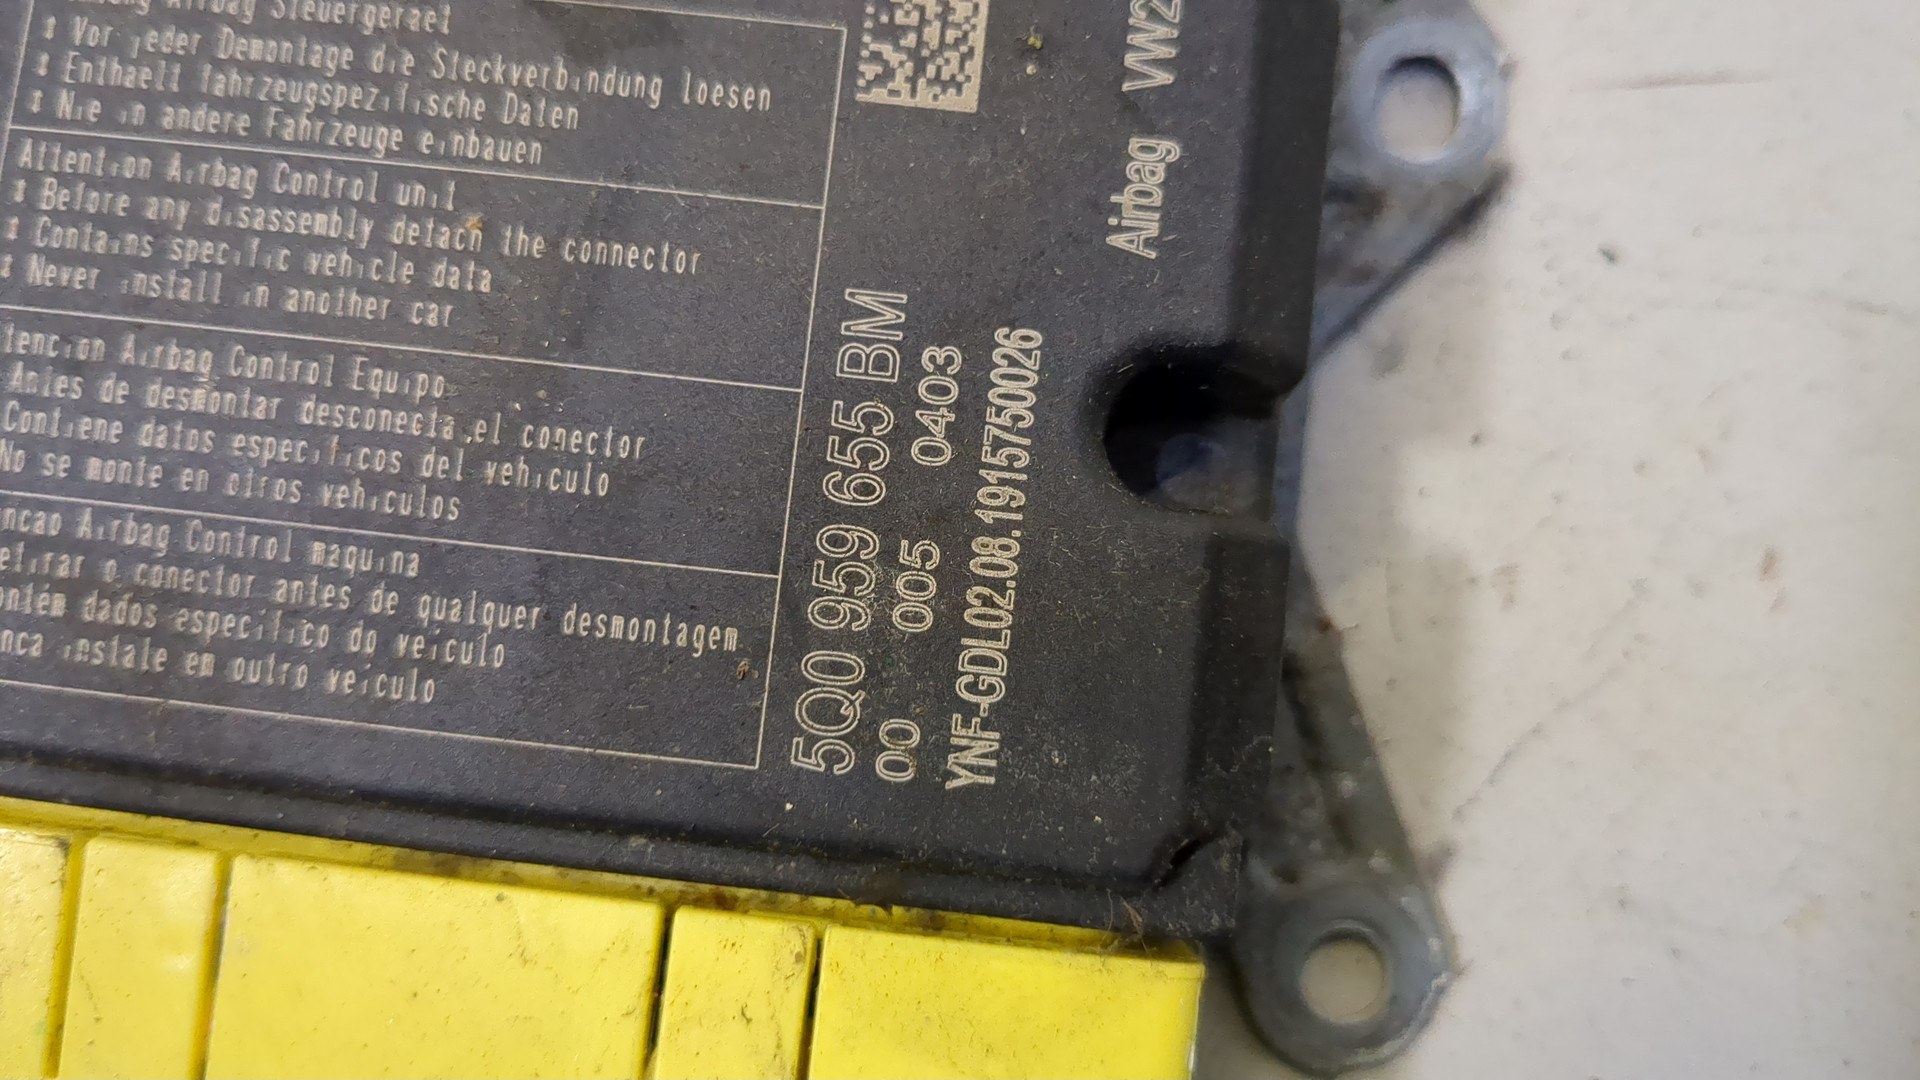 Airbag Steuergeraet
* Vor jeder Demontage die Steckverbindung loesen
* Enthaelt fahrzeugspezifische Daten
* Nie in andere Fahrzeuge einbauen
Attention Airbag Control unit
* Before any disassembly detach the connector
* Contains specific vehicle data
* Never install in another car
Airbag Control Equipo
Antes de desmontar desconecta el conector
Contiene datos especificos del vehiculo
No se monte en otros vehiculos
Airbag Control maquina
o conector antes de qualquer desmontagem
dados especifico do veiculo
instale em outro veiculo
5Q0 959 655 BM
00 005 0403
YNF-GDL02.08.1915750026
Airbag VW2